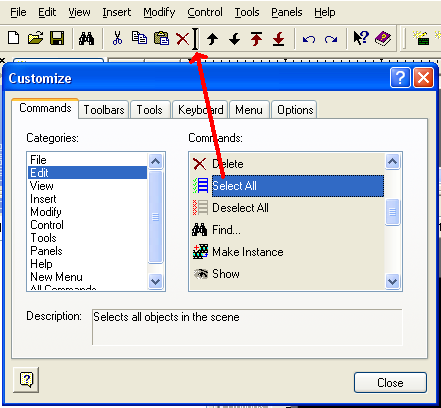 File Edit View Insert Modify Control Tools Panels Help
Customize
Commands Toolbars Tools Keyboard Menu Options
Categories:
File
Edit
View
Insert
Modify
Control
Tools
Panels
Help
New Menu
All Commands
Commands:
Delete
Select All
Deselect All
Find...
Make Instance
Show
Description:
Selects all objects in the scene
Close